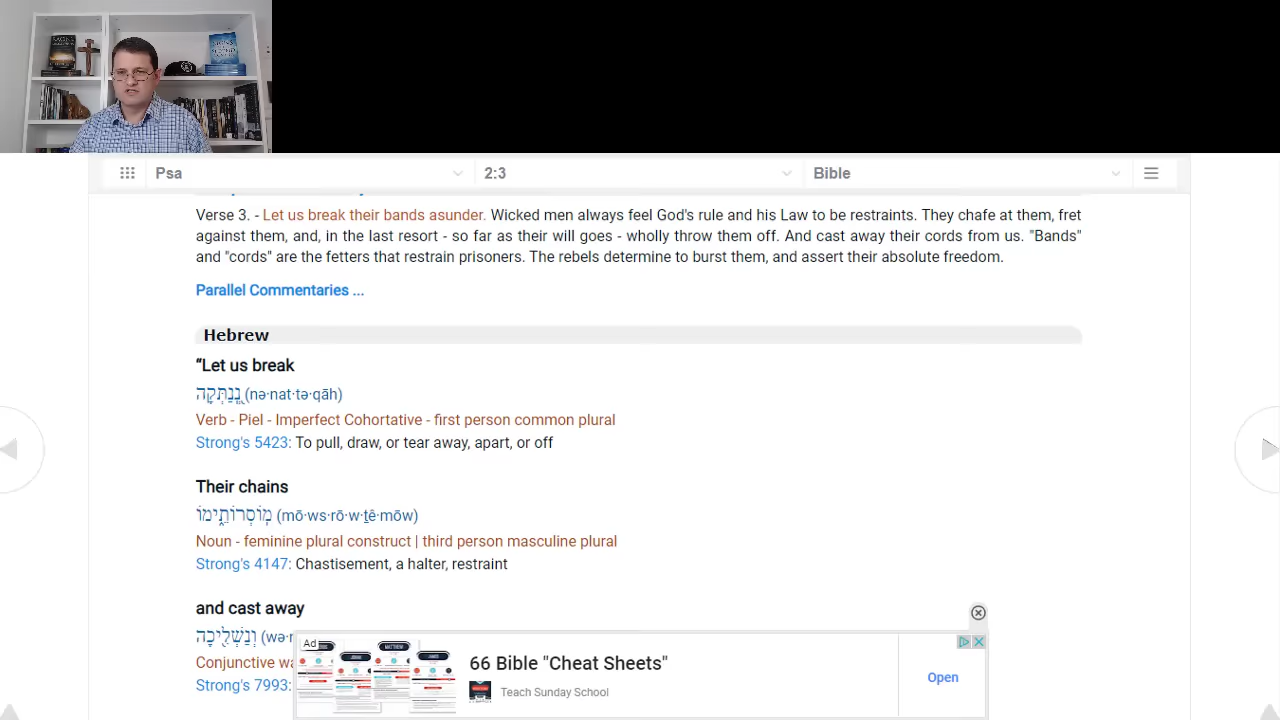 Psa
2:3
Bible
Verse 3. - Let us break their bands asunder. Wicked men always feel God's rule and his Law to be restraints. They chafe at them, fret
against them, and, in the last resort - so far as their will goes - wholly throw them off. And cast away their cords from us. "Bands"
and "cords" are the fetters that restrain prisoners. The rebels determine to burst them, and assert their absolute freedom.
Parallel Commentaries ...
Hebrew
“Let us break
נְֽ֭נַתְּקָה (nə·nat·tə·qāh)
Verb - Piel - Imperfect Cohortative - first person common plural
Strong's 5423: To pull, draw, or tear away, apart, or off
Their chains
מֽוֹסְרוֹתֵ֑ימוֹ (mō·ws·rō·w·ṯê·mōw)
Noun - feminine plural construct | third person masculine plural
Strong's 4147: Chastisement, a halter, restraint
and cast away
וְנַשְׁלִ֖יכָה (wə·
Conjunctive wa
Strong's 7993:
Ad
66 Bible "Cheat Sheets"
Teach Sunday School
Open